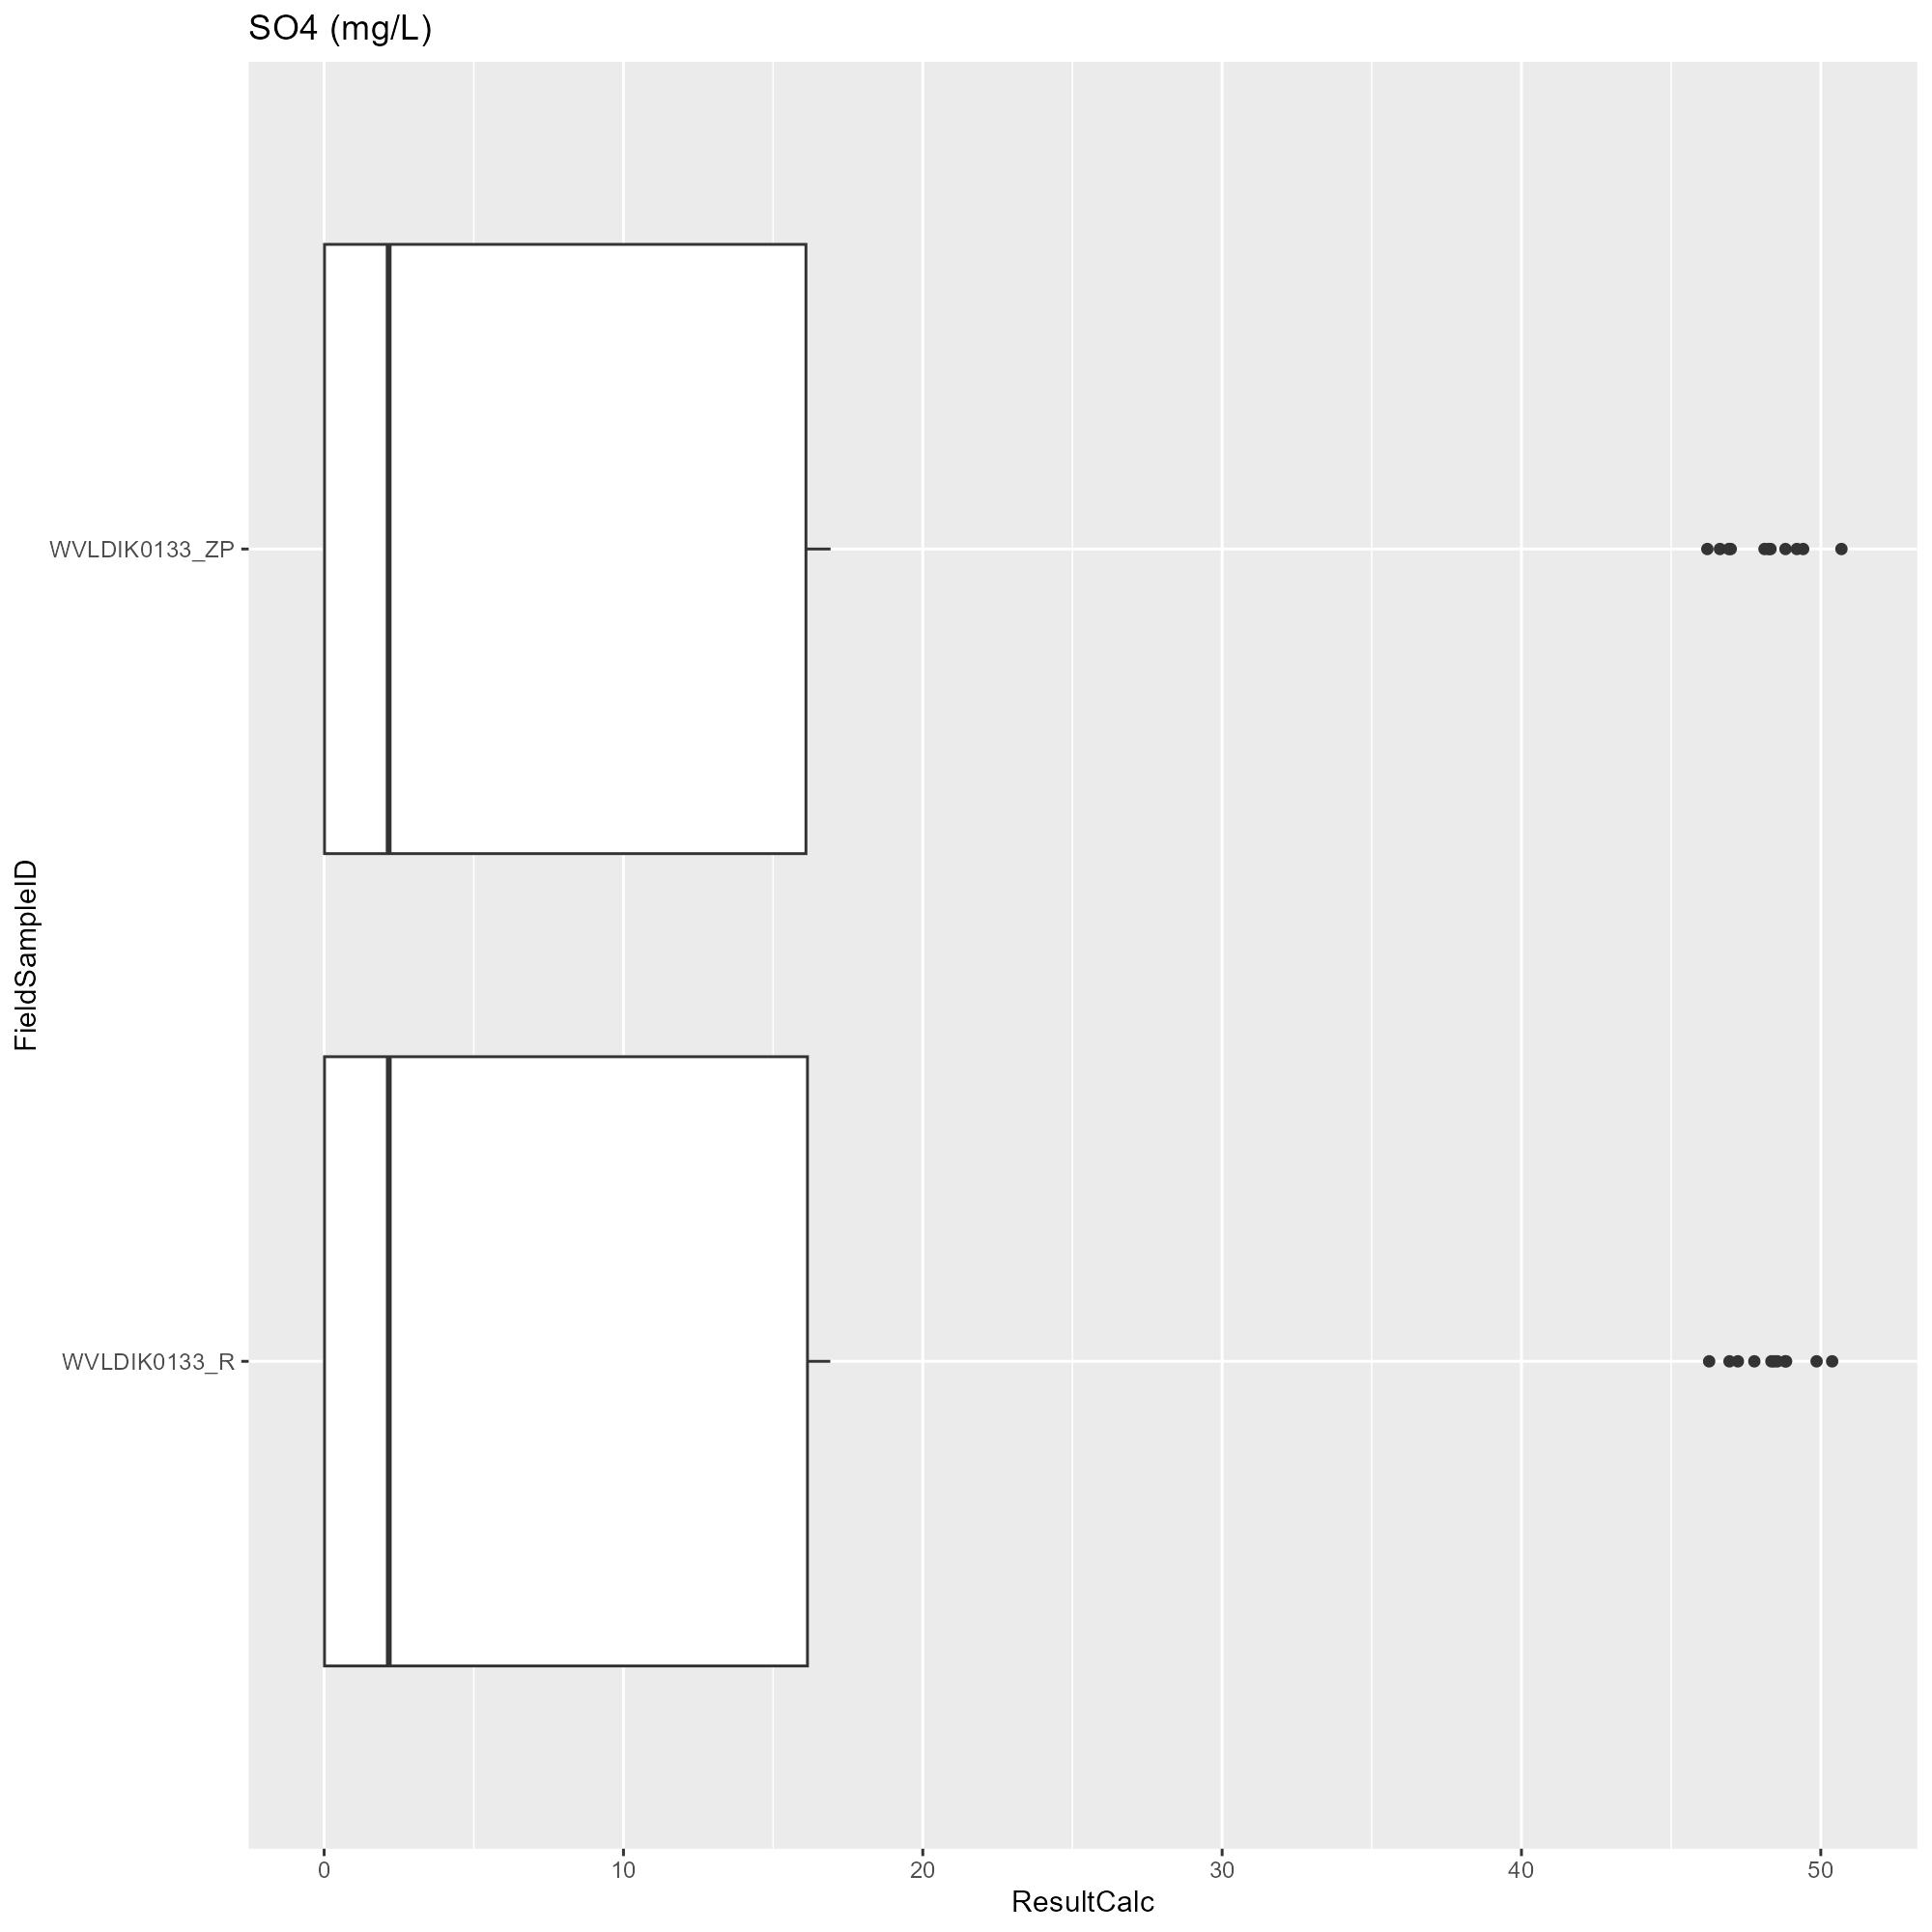 SO4 (mg/L)
FieldSampleID
WVLDIK0133_ZP
WVLDIK0133_R
0 10 20 30 40 50
ResultCalc